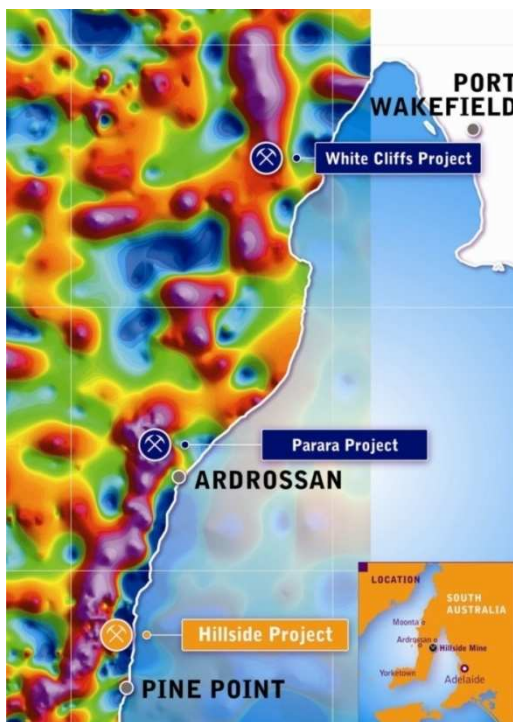 PORT
WAKEFIELD
White Cliffs Project
Parara Project
ARDROSSAN
LOCATION
SOUTH
AUSTRALIA
Moonta
Ardrossan
Hillside Mine
Yorketown
Adelaide
Hillside Project
PINE POINT